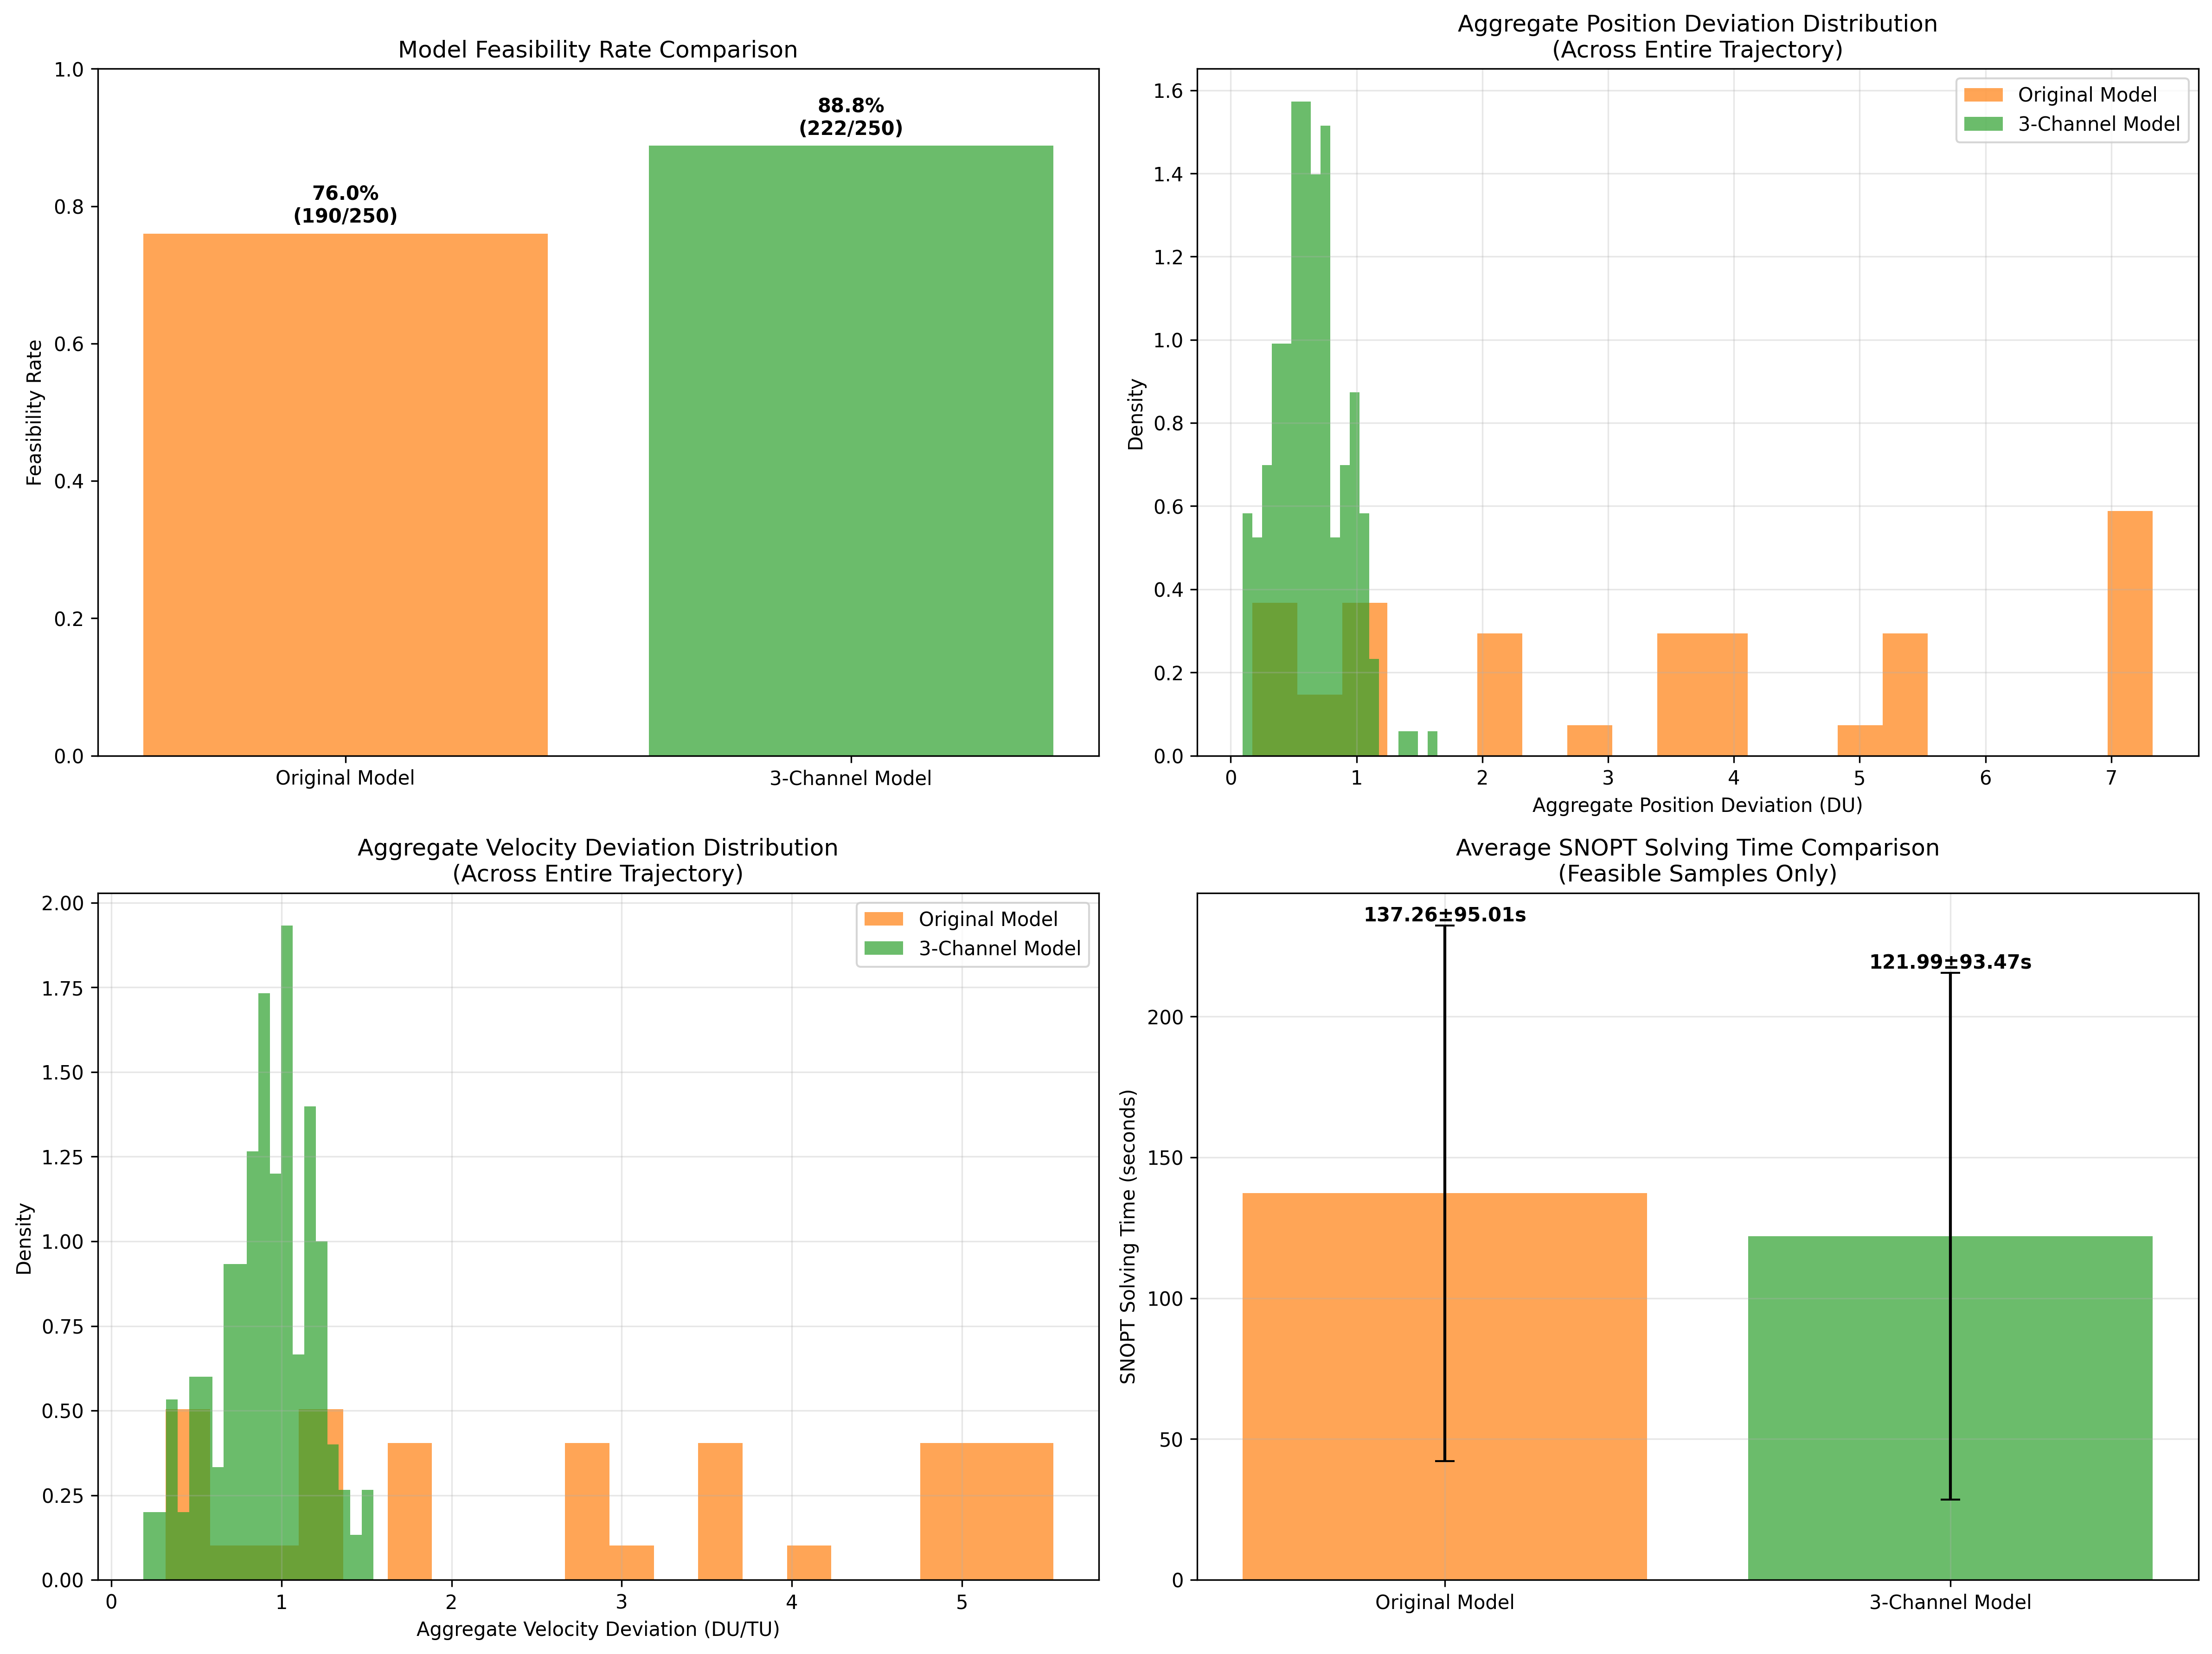 Model Feasibility Rate Comparison
1.0
0.8
0.6
0.4
0.2
0.0
Feasibility Rate
76.0%
(190/250)
88.8%
(222/250)
Original Model
3-Channel Model
Aggregate Position Deviation Distribution
(Across Entire Trajectory)
1.6
1.4
1.2
1.0
0.8
0.6
0.4
0.2
0.0
Density
Original Model
3-Channel Model
0 1 2 3 4 5 6 7
Aggregate Position Deviation (DU)
Aggregate Velocity Deviation Distribution
(Across Entire Trajectory)
2.00
1.75
1.50
1.25
1.00
0.75
0.50
0.25
0.00
Density
Original Model
3-Channel Model
0 1 2 3 4 5
Aggregate Velocity Deviation (DU/TU)
Average SNOPT Solving Time Comparison
(Feasible Samples Only)
200
150
100
50
0
SNOPT Solving Time (seconds)
137.26±95.01s
121.99±93.47s
Original Model
3-Channel Model